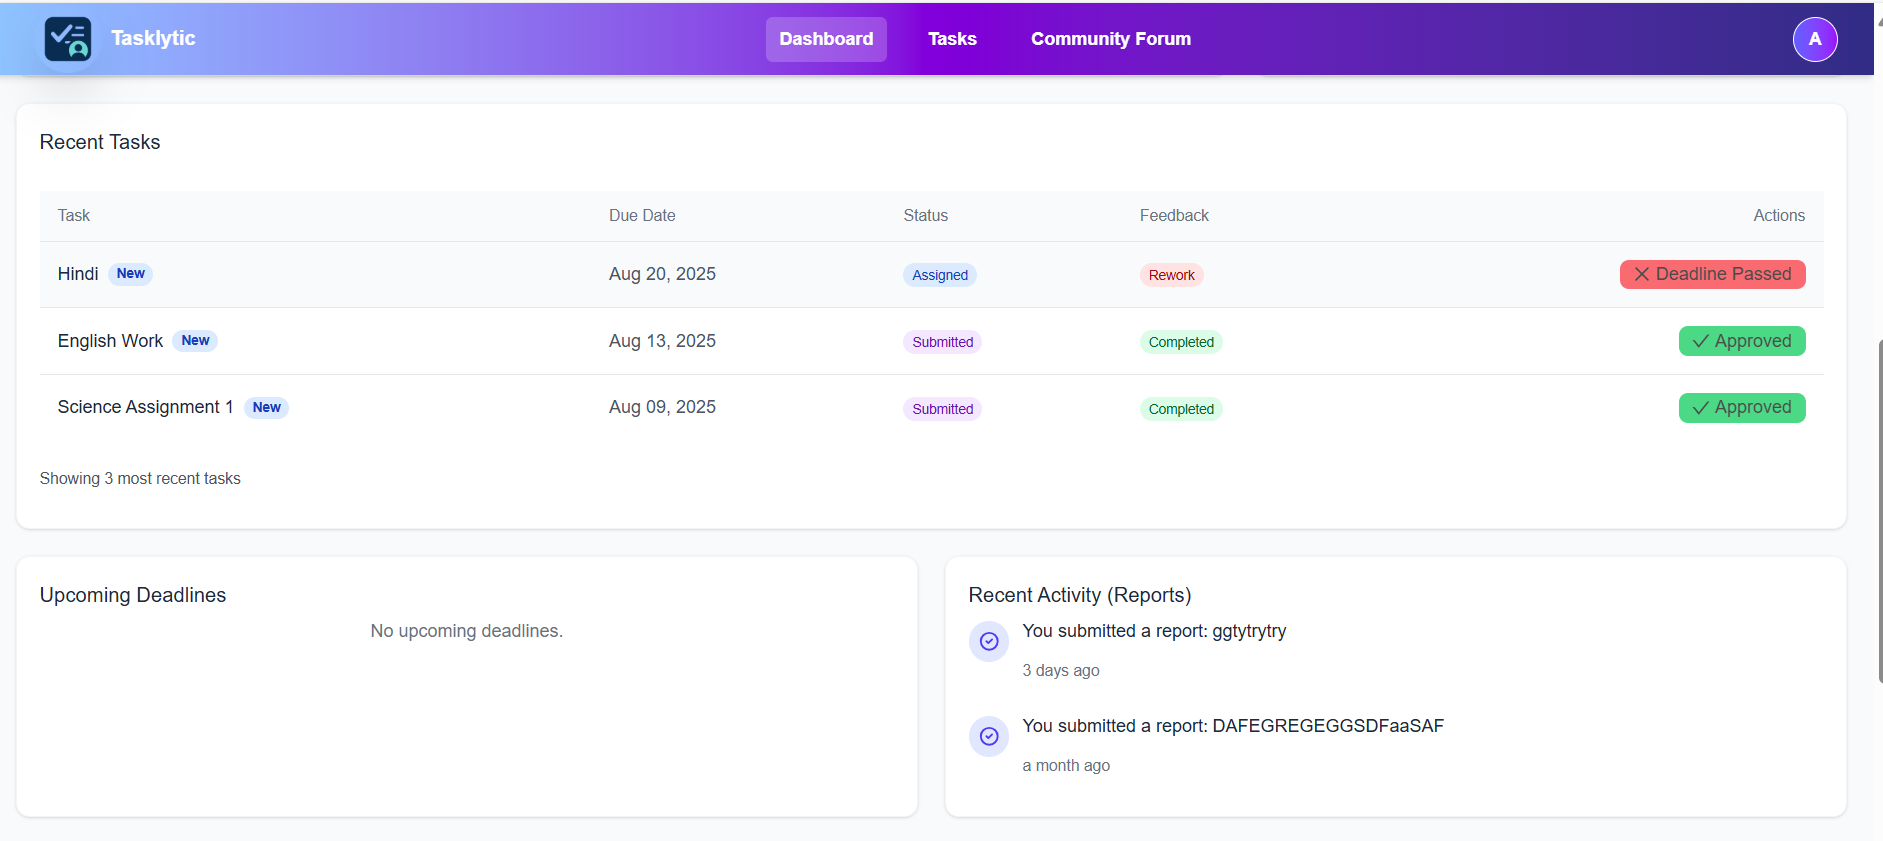 Tasklytic Dashboard Tasks Community Forum A
Recent Tasks
Task Due Date Status Feedback Actions
Hindi New Aug 20, 2025 Assigned Rework Deadline Passed
English Work New Aug 13, 2025 Submitted Completed Approved
Science Assignment 1 New Aug 09, 2025 Submitted Completed Approved
Showing 3 most recent tasks
Upcoming Deadlines
No upcoming deadlines.
Recent Activity (Reports)
You submitted a report: ggtytrytry
3 days ago
You submitted a report: DAFEGREGEGGSDFaaSAF
a month ago